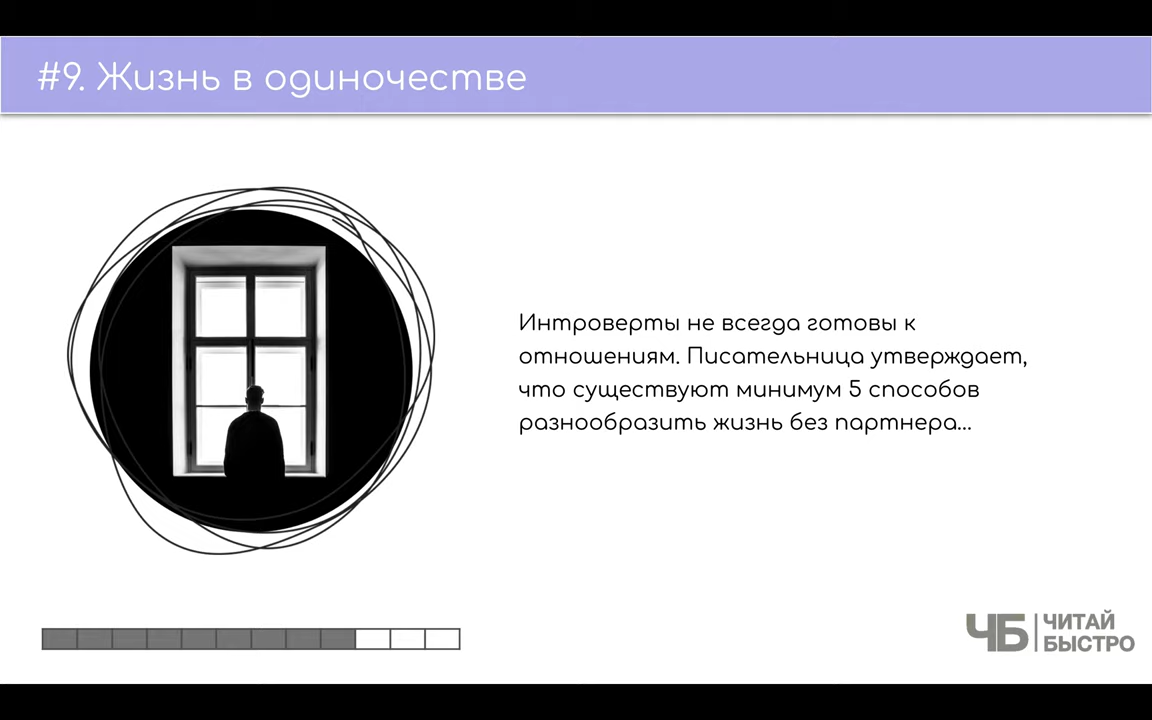 #9. Жизнь в одиночестве
Интроверты не всегда готовы к
отношениям. Писательница утверждает,
что существуют минимум 5 способов
разнообразить жизнь без партнера...
ЧБ
ЧИТАЙ
БЫСТРО